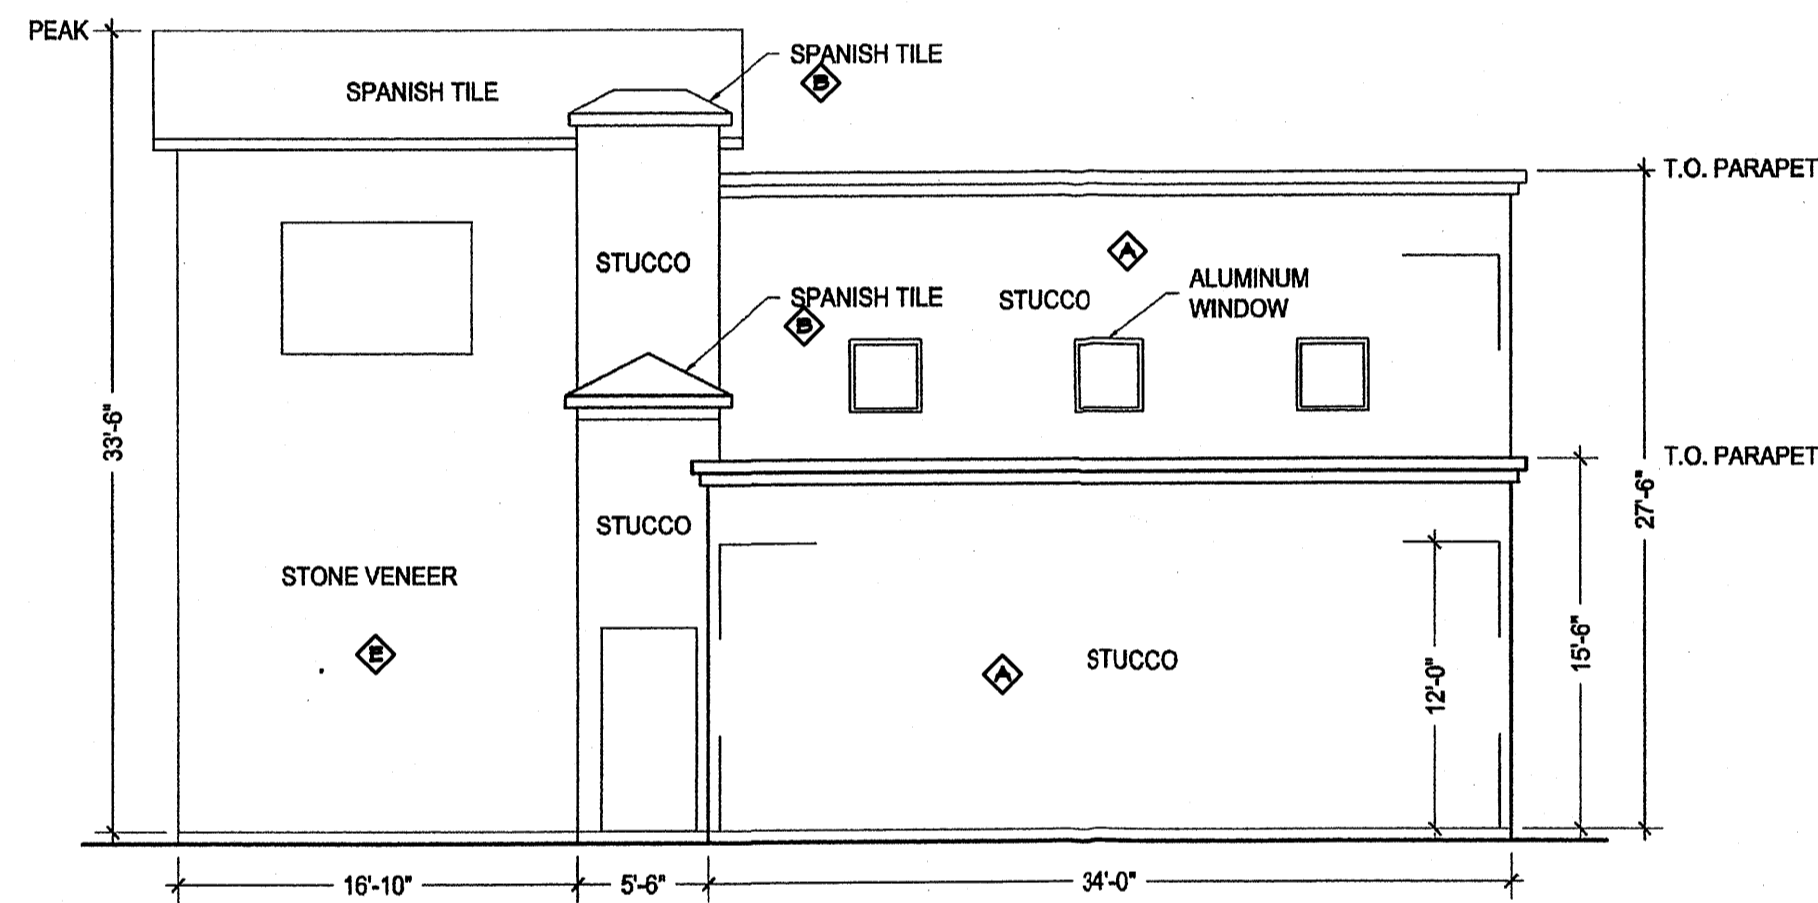 PEAK
SPANISH TILE
B
SPANISH TILE
T.O. PARAPET
STUCCO
A
ALUMINUM
WINDOW
SPANISH TILE
B
STUCCO
33'-6"
T.O. PARAPET
27'-6"
STUCCO
STONE VENEER
E
STUCCO
A
12'-0"
15'-6"
16'-10"
5'-6"
34'-0"